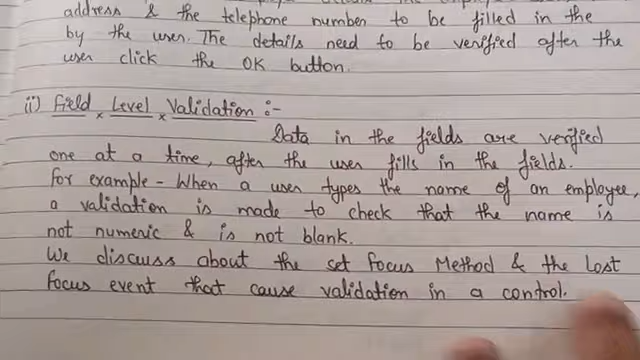 address & the telephone number to be filled in the
by the user. The details need to be verified after the
user click the OK button.
ii) Field Level Validation :-
Data in the fields are verified
one at a time, after the user fills in the fields.
for example - When a user types the name of an employee,
a validation is made to check that the name is
not numeric & is not blank.
We discuss about the set focus Method & the Lost
focus event that cause validation in a control.